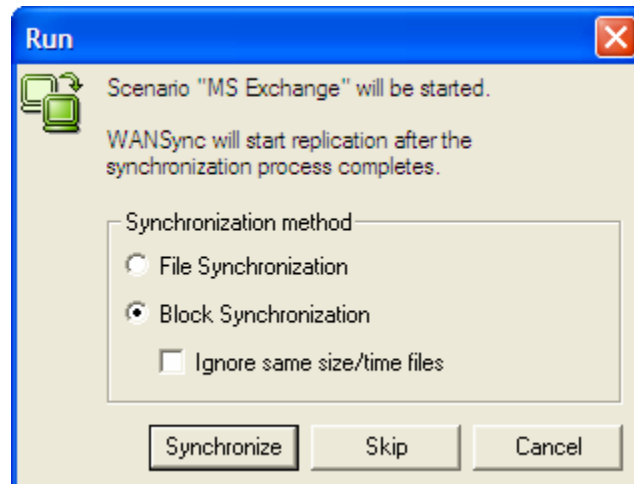 Run
Scenario "MS Exchange" will be started.
WANSync will start replication after the
synchronization process completes.
Synchronization method
File Synchronization
Block Synchronization
Ignore same size/time files
Synchronize Skip Cancel